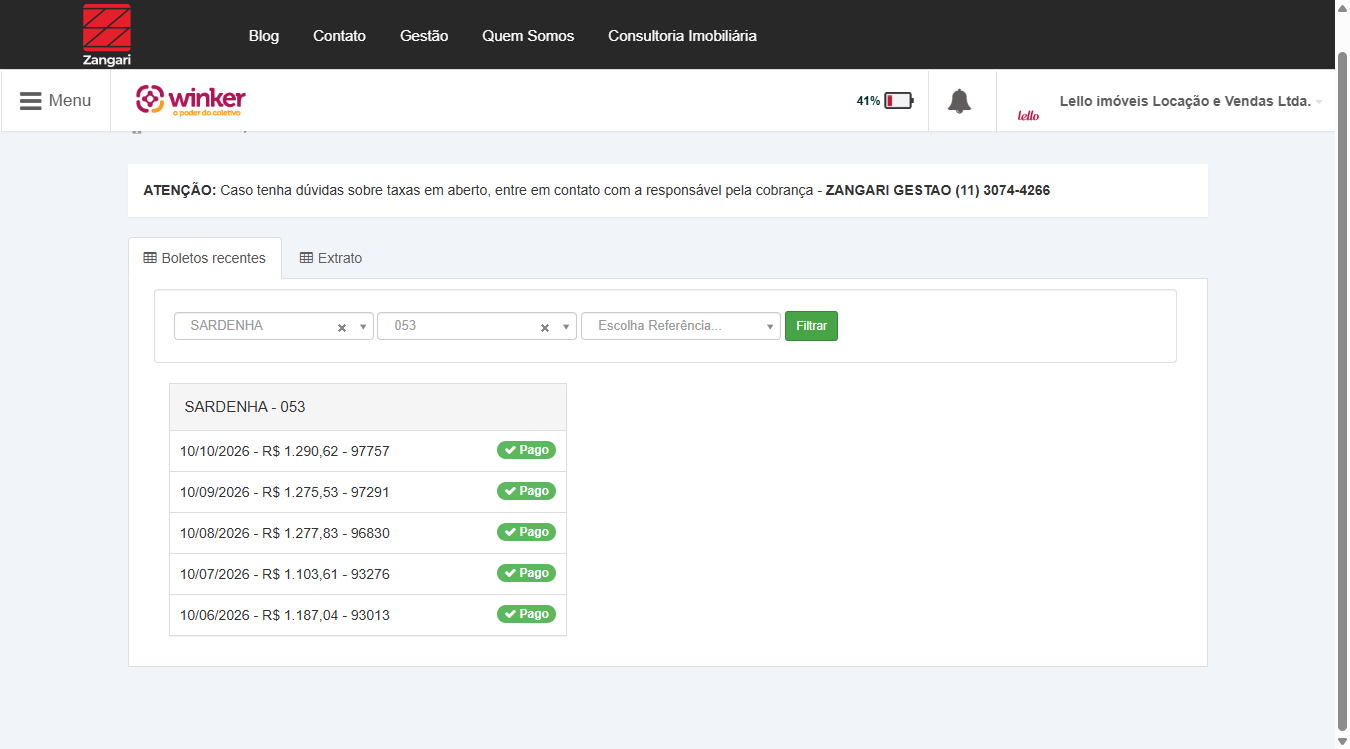 Zangari
Blog Contato Gestão Quem Somos Consultoria Imobiliária
Menu
winker
o poder do coletivo
41%
lello
Lello imóveis Locação e Vendas Ltda.
ATENÇÃO: Caso tenha dúvidas sobre taxas em aberto, entre em contato com a responsável pela cobrança - ZANGARI GESTAO (11) 3074-4266
Boletos recentes Extrato
SARDENHA 053 Escolha Referência... Filtrar
SARDENHA - 053
10/10/2026 - R$ 1.290,62 - 97757 Pago
10/09/2026 - R$ 1.275,53 - 97291 Pago
10/08/2026 - R$ 1.277,83 - 96830 Pago
10/07/2026 - R$ 1.103,61 - 93276 Pago
10/06/2026 - R$ 1.187,04 - 93013 Pago